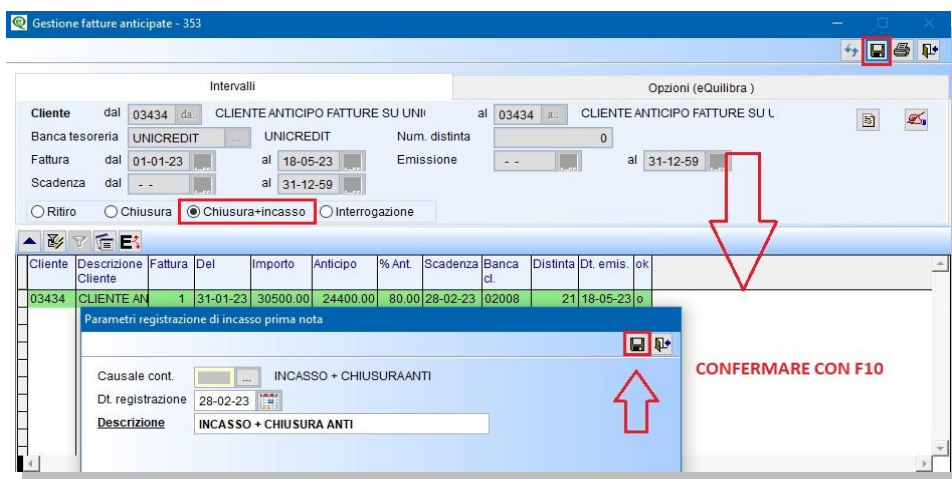 Gestione fatture anticipate - 353
Intervalli
Opzioni (eQuilibra )
Cliente dal 03434 da. CLIENTE ANTICIPO FATTURE SU UNI al 03434 a... CLIENTE ANTICIPO FATTURE SU
Banca tesoreria UNICREDIT ... UNICREDIT Num. distinta 0
Fattura dal 01-01-23 al 18-05-23 Emissione - - al 31-12-59
Scadenza dal - - al 31-12-59
Ritiro Chiusura Chiusura+incasso Interrogazione
Cliente Descrizione Fattura Del Importo Anticipo % Ant. Scadenza Banca Distinta Dt. emis. ok
Cliente cl.
03434 CLIENTE AN 1 31-01-23 30500.00 24400.00 80.00 28-02-23 02008 21 18-05-23 o
Parametri registrazione di incasso prima nota
CONFERMARE CON F10
Causale cont. ... INCASSO + CHIUSURAANTI
Dt. registrazione 28-02-23
Descrizione INCASSO + CHIUSURA ANTI